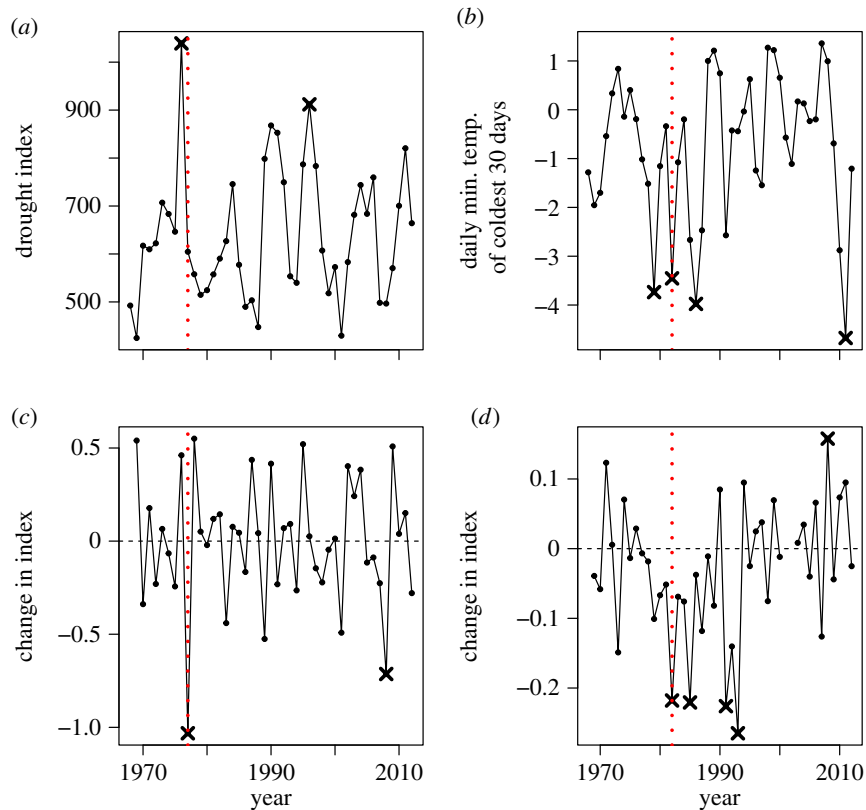 (a)
drought index
900
700
500
(b)
daily min. temp.
of coldest 30 days
1
0
−1
−2
−3
−4
(c)
change in index
0.5
0
−0.5
−1.0
1970
1990
2010
year
(d)
change in index
0.1
0
−0.1
−0.2
1970
1990
2010
year